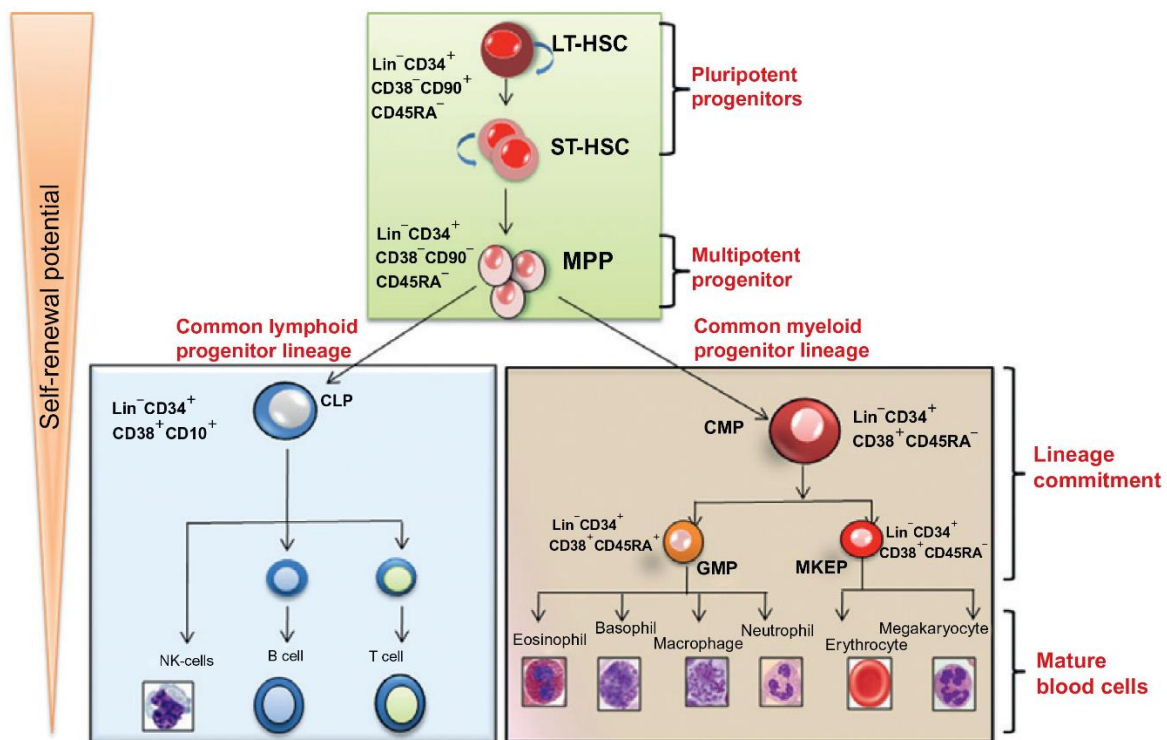 Self-renewal potential
LT-HSC
Lin⁻CD34⁺
CD38⁻CD90⁺
CD45RA⁻
ST-HSC
Pluripotent
progenitors
Lin⁻CD34⁺
CD38⁻CD90⁻
CD45RA⁻
MPP
Multipotent
progenitor
Common lymphoid
progenitor lineage
Common myeloid
progenitor lineage
Lin⁻CD34⁺
CD38⁺CD10⁺
CLP
CMP
Lin⁻CD34⁺
CD38⁺CD45RA⁻
Lineage
commitment
Lin⁻CD34⁺
CD38⁺CD45RA⁺
GMP
MKEP
Lin⁻CD34⁺
CD38⁺CD45RA⁻
NK-cells
B cell
T cell
Eosinophil
Basophil
Macrophage
Neutrophil
Erythrocyte
Megakaryocyte
Mature
blood cells